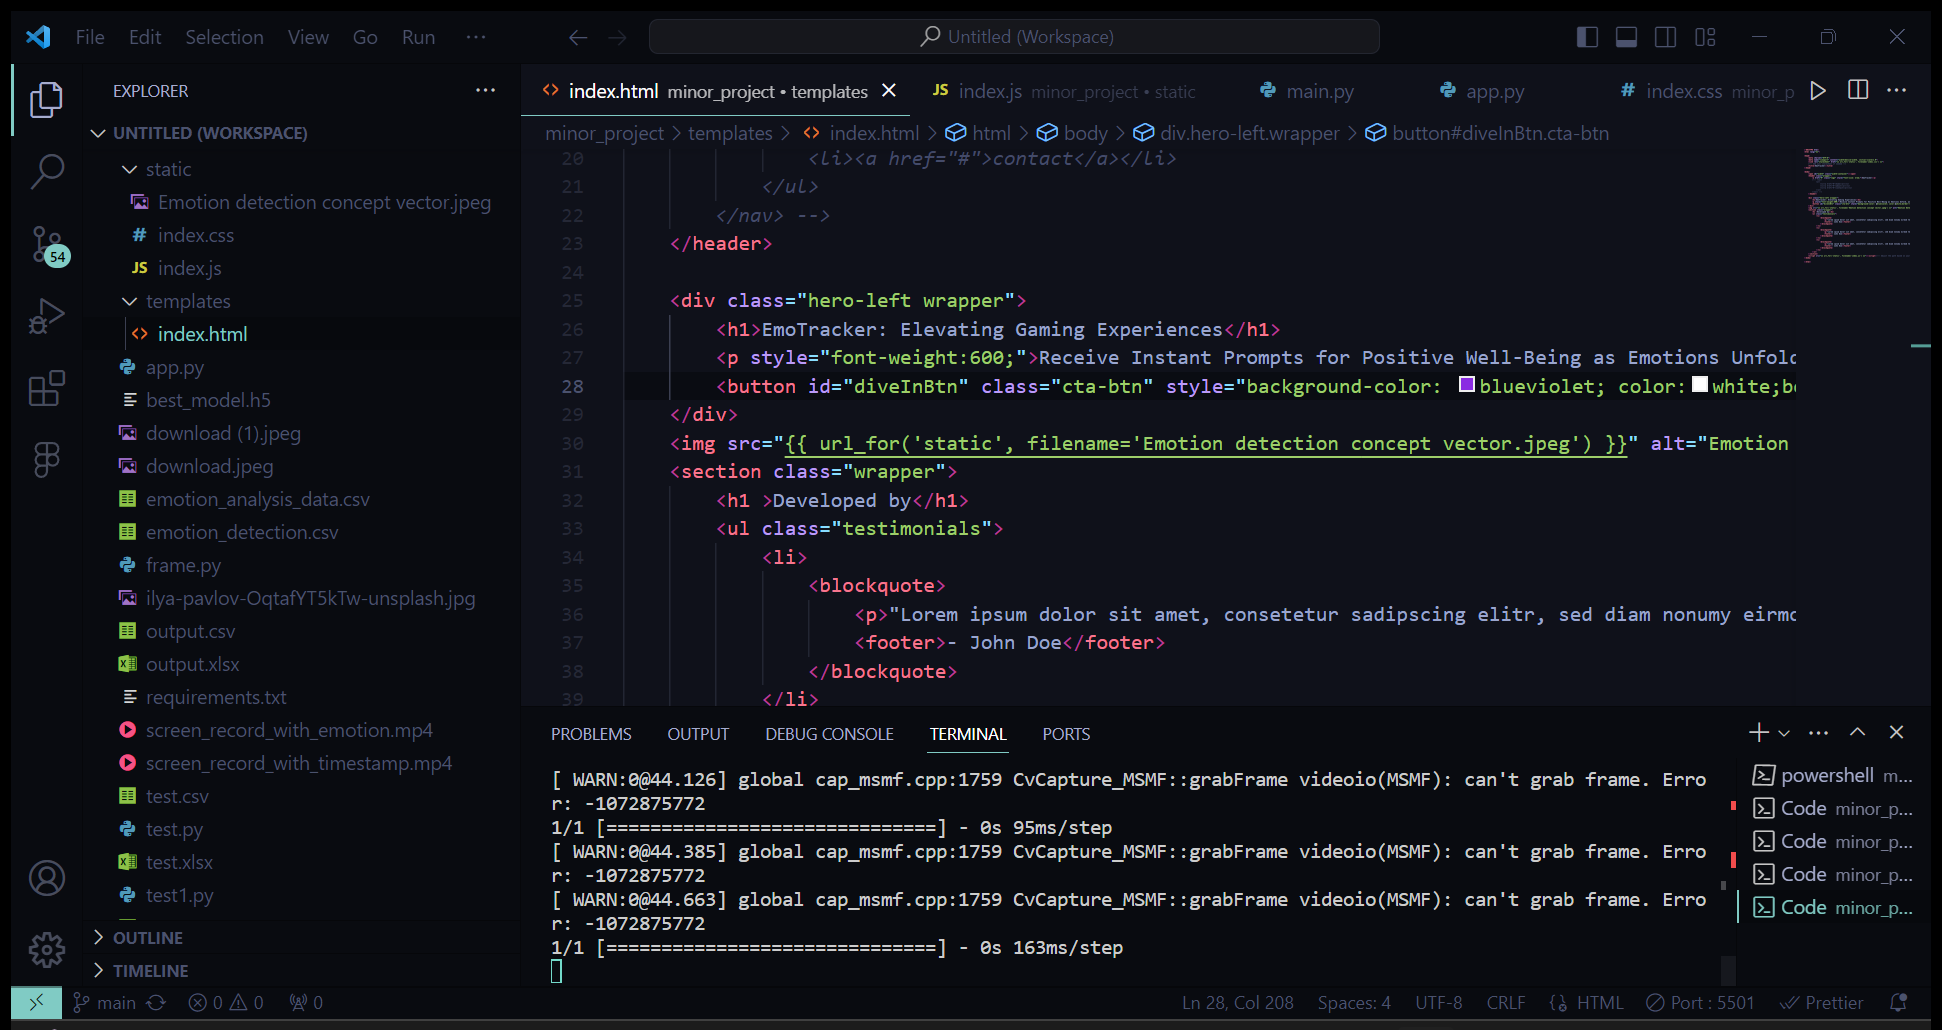 File Edit Selection View Go Run ···
Untitled (Workspace)
EXPLORER
UNTITLED (WORKSPACE)
static
Emotion detection concept vector.jpeg
# index.css
JS index.js
templates
<> index.html
app.py
best_model.h5
download (1).jpeg
download.jpeg
emotion_analysis_data.csv
emotion_detection.csv
frame.py
ilya-pavlov-OqtafYT5kTw-unsplash.jpg
output.csv
output.xlsx
requirements.txt
screen_record_with_emotion.mp4
screen_record_with_timestamp.mp4
test.csv
test.py
test.xlsx
test1.py
OUTLINE
TIMELINE
54
<> index.html minor_project • templates
JS index.js minor_project • static
main.py
app.py
# index.css minor_p
minor_project > templates > <> index.html > html > body > div.hero-left.wrapper > button#diveInBtn.cta-btn
20 <li><a href="#">contact</a></li>
21 </ul>
22 </nav> -->
23 </header>
24
25 <div class="hero-left wrapper">
26 <h1>EmoTracker: Elevating Gaming Experiences</h1>
27 <p style="font-weight:600;">Receive Instant Prompts for Positive Well-Being as Emotions Unfol
28 <button id="diveInBtn" class="cta-btn" style="background-color: blueviolet; color: white;b
29 </div>
30 <img src="{{ url_for('static', filename='Emotion detection concept vector.jpeg') }}" alt="Emotion
31 <section class="wrapper">
32 <h1 >Developed by</h1>
33 <ul class="testimonials">
34 <li>
35 <blockquote>
36 <p>"Lorem ipsum dolor sit amet, consetetur sadipscing elitr, sed diam nonumy eirm
37 <footer>- John Doe</footer>
38 </blockquote>
39 </li>
PROBLEMS OUTPUT DEBUG CONSOLE TERMINAL PORTS
[ WARN:0@44.126] global cap_msmf.cpp:1759 CvCapture_MSMF::grabFrame videoio(MSMF): can't grab frame. Erro
r: -1072875772
1/1 [==============================] - 0s 95ms/step
[ WARN:0@44.385] global cap_msmf.cpp:1759 CvCapture_MSMF::grabFrame videoio(MSMF): can't grab frame. Erro
r: -1072875772
[ WARN:0@44.663] global cap_msmf.cpp:1759 CvCapture_MSMF::grabFrame videoio(MSMF): can't grab frame. Erro
r: -1072875772
1/1 [==============================] - 0s 163ms/step
powershell m...
Code minor_p...
Code minor_p...
Code minor_p...
Code minor_p...
main 0 0 0
Ln 28, Col 208 Spaces: 4 UTF-8 CRLF HTML Port : 5501 Prettier